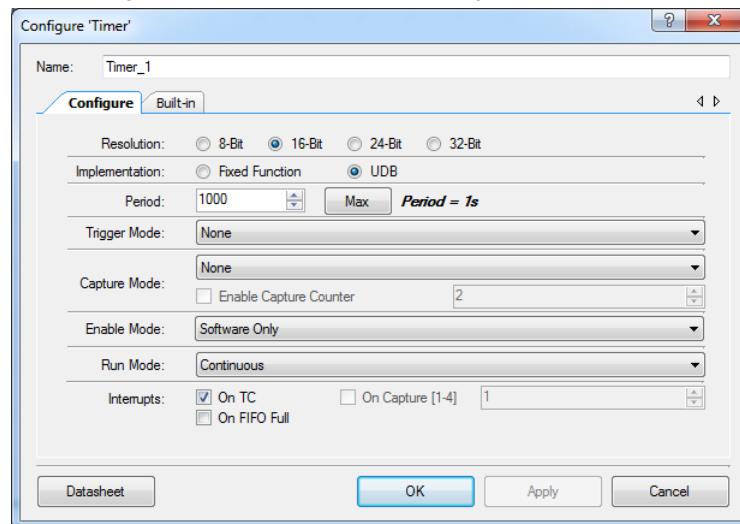 Configure 'Timer'
Name: Timer_1
Configure Built-in
Resolution: 8-Bit 16-Bit 24-Bit 32-Bit
Implementation: Fixed Function UDB
Period: 1000 Max Period = 1s
Trigger Mode: None
Capture Mode: None
Enable Capture Counter 2
Enable Mode: Software Only
Run Mode: Continuous
Interrupts: On TC On Capture [1-4] 1
On FIFO Full
Datasheet OK Apply Cancel